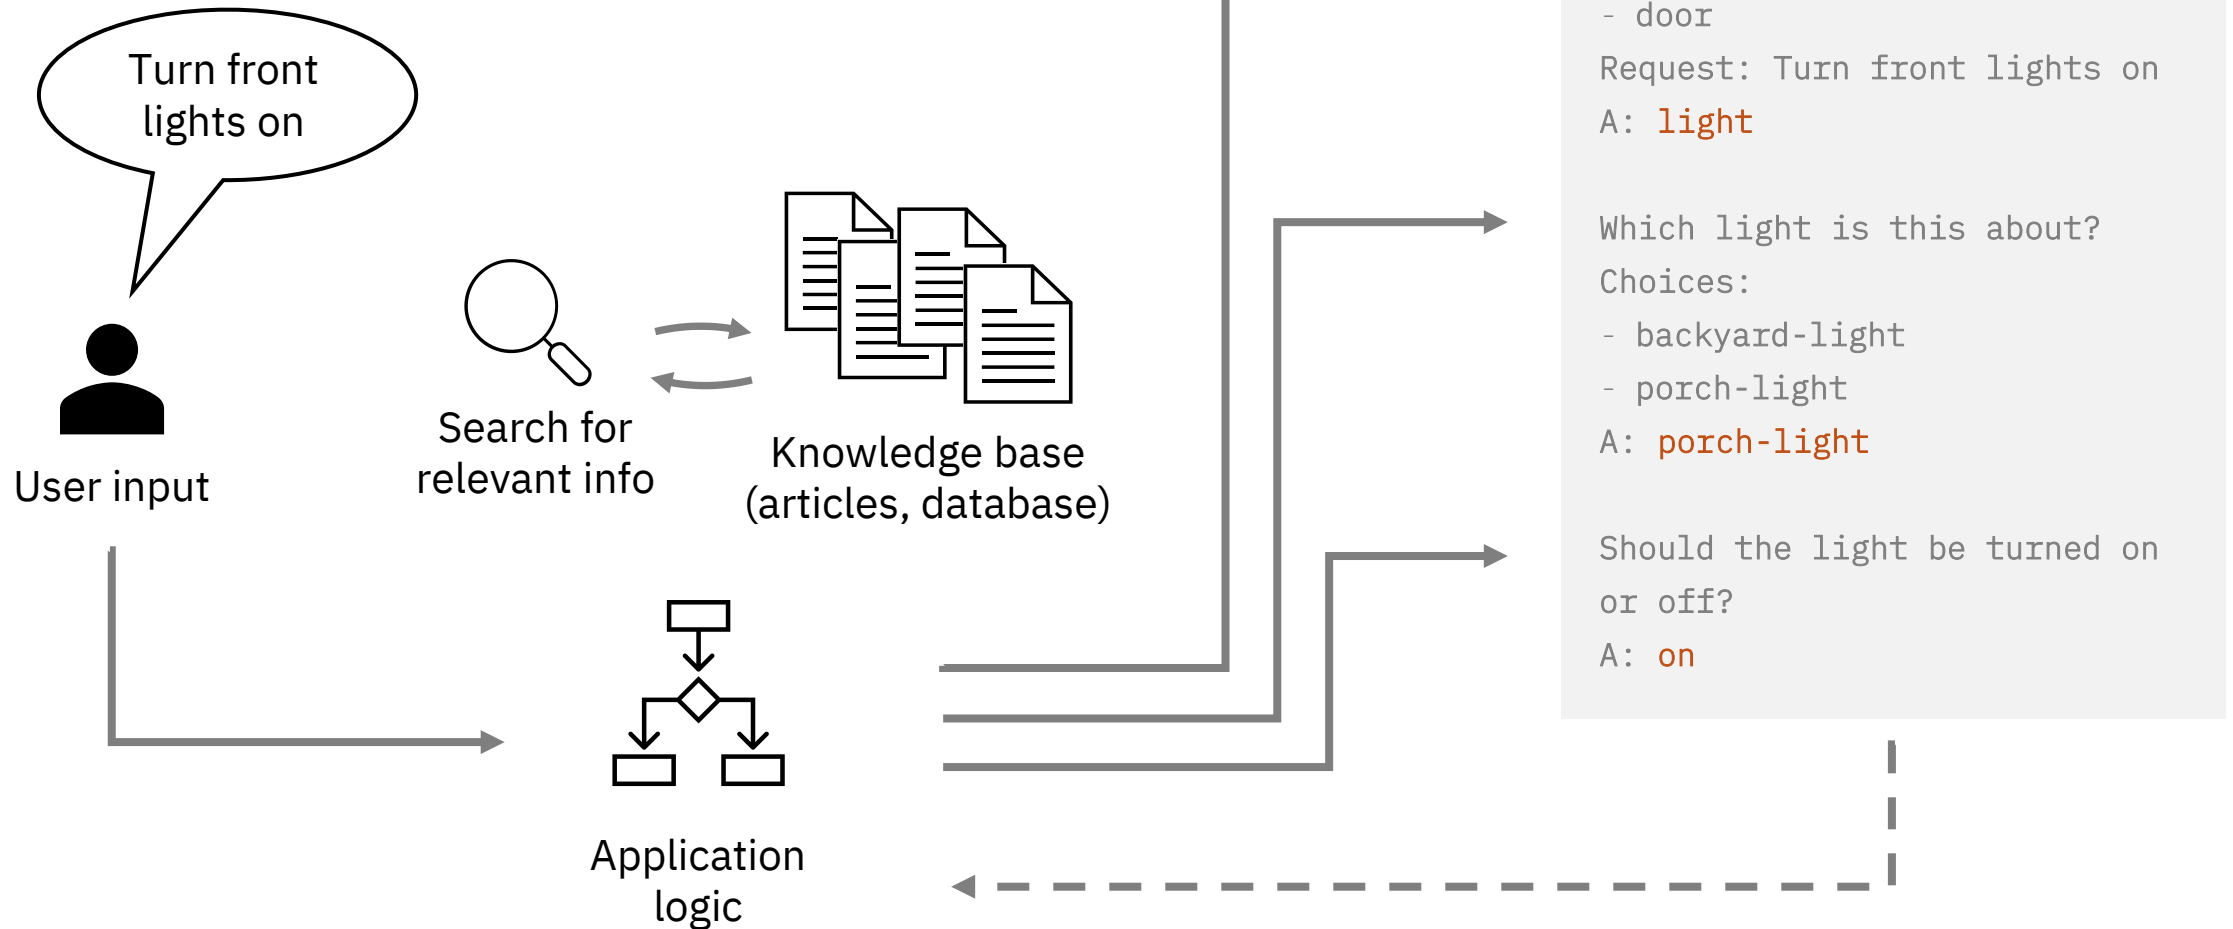 Turn front
lights on
User input
Search for
relevant info
Knowledge base
(articles, database)
Application
logic
- door
Request: Turn front lights on
A: light
Which light is this about?
Choices:
- backyard-light
- porch-light
A: porch-light
Should the light be turned on
or off?
A: on